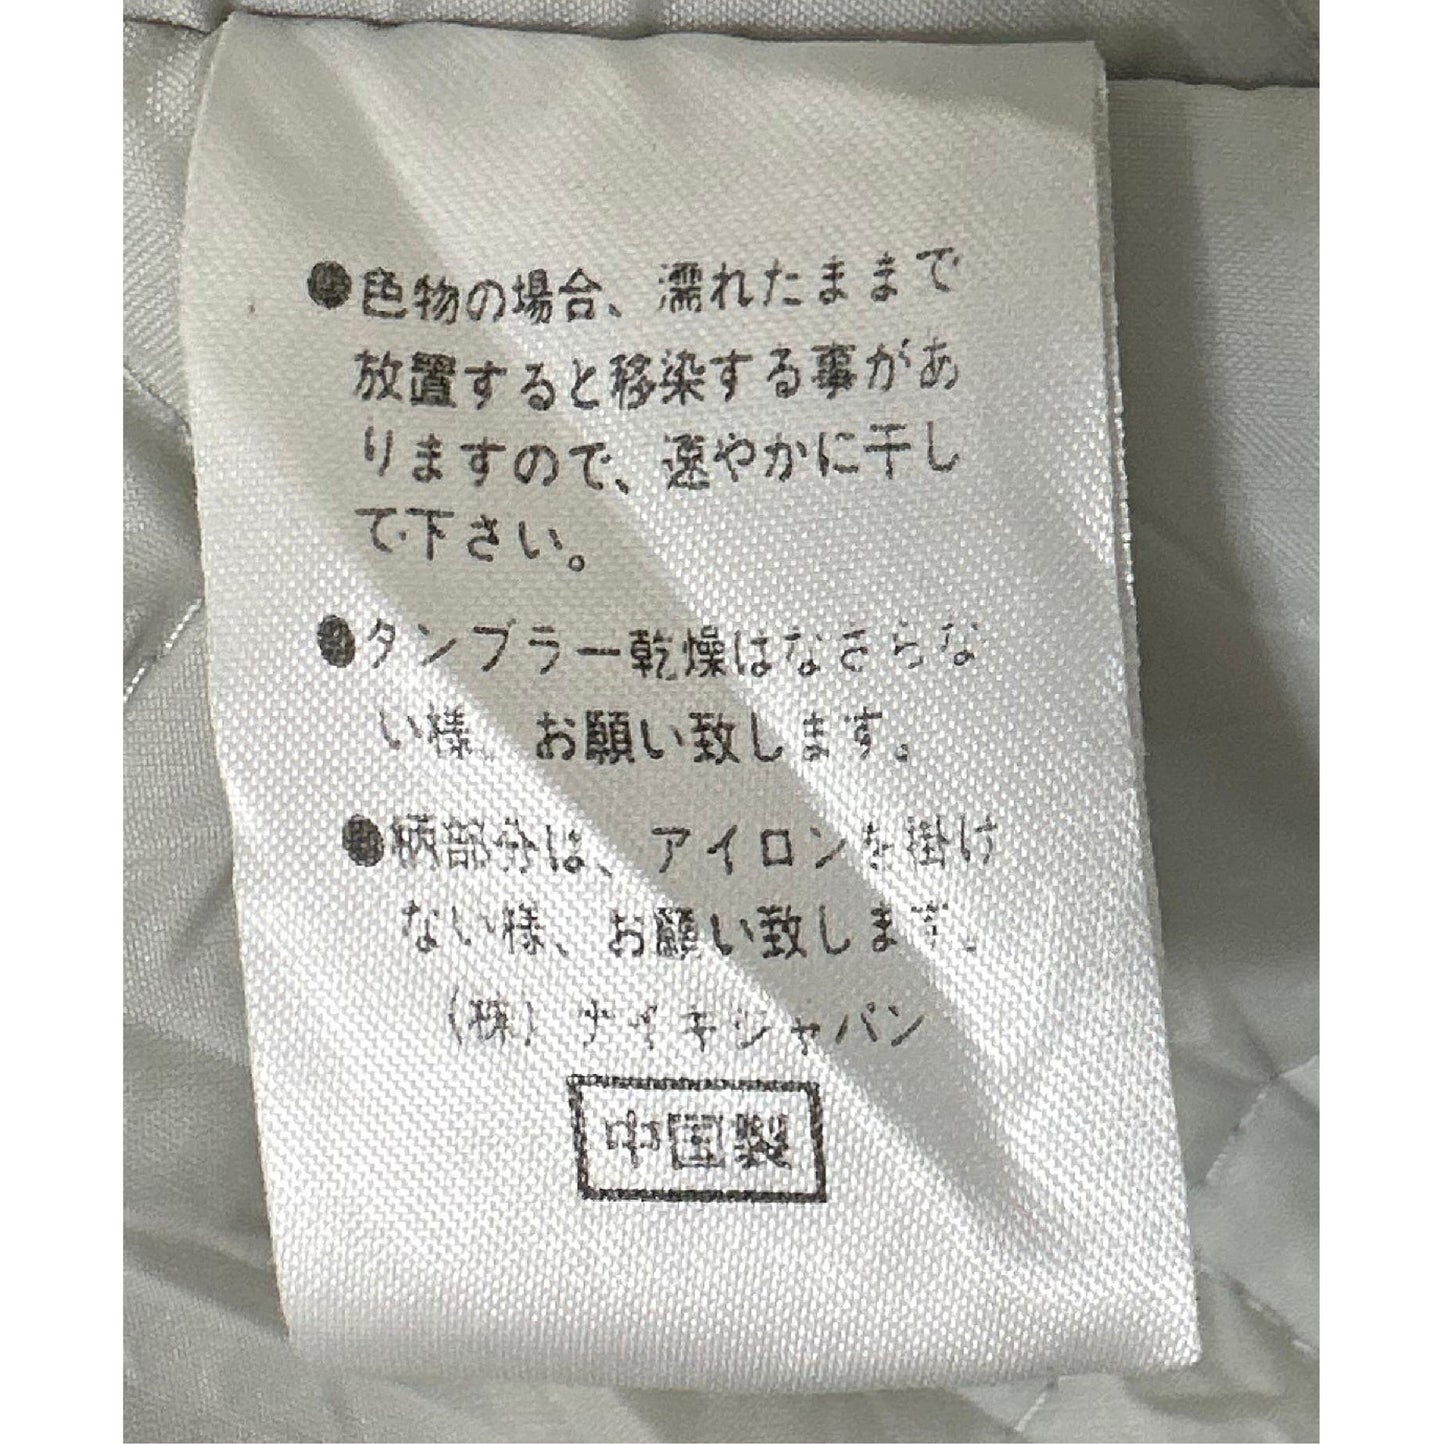 ●色物の場合、濡れたままで
放置すると移染する事があ
りますので、速やかに干し
て下さい。
●タンブラー乾燥はなさらな
い様、お願い致します。
●柄部分は、アイロンを掛け
ない様、お願い致します。
(株)ナイキジャパン
中国製